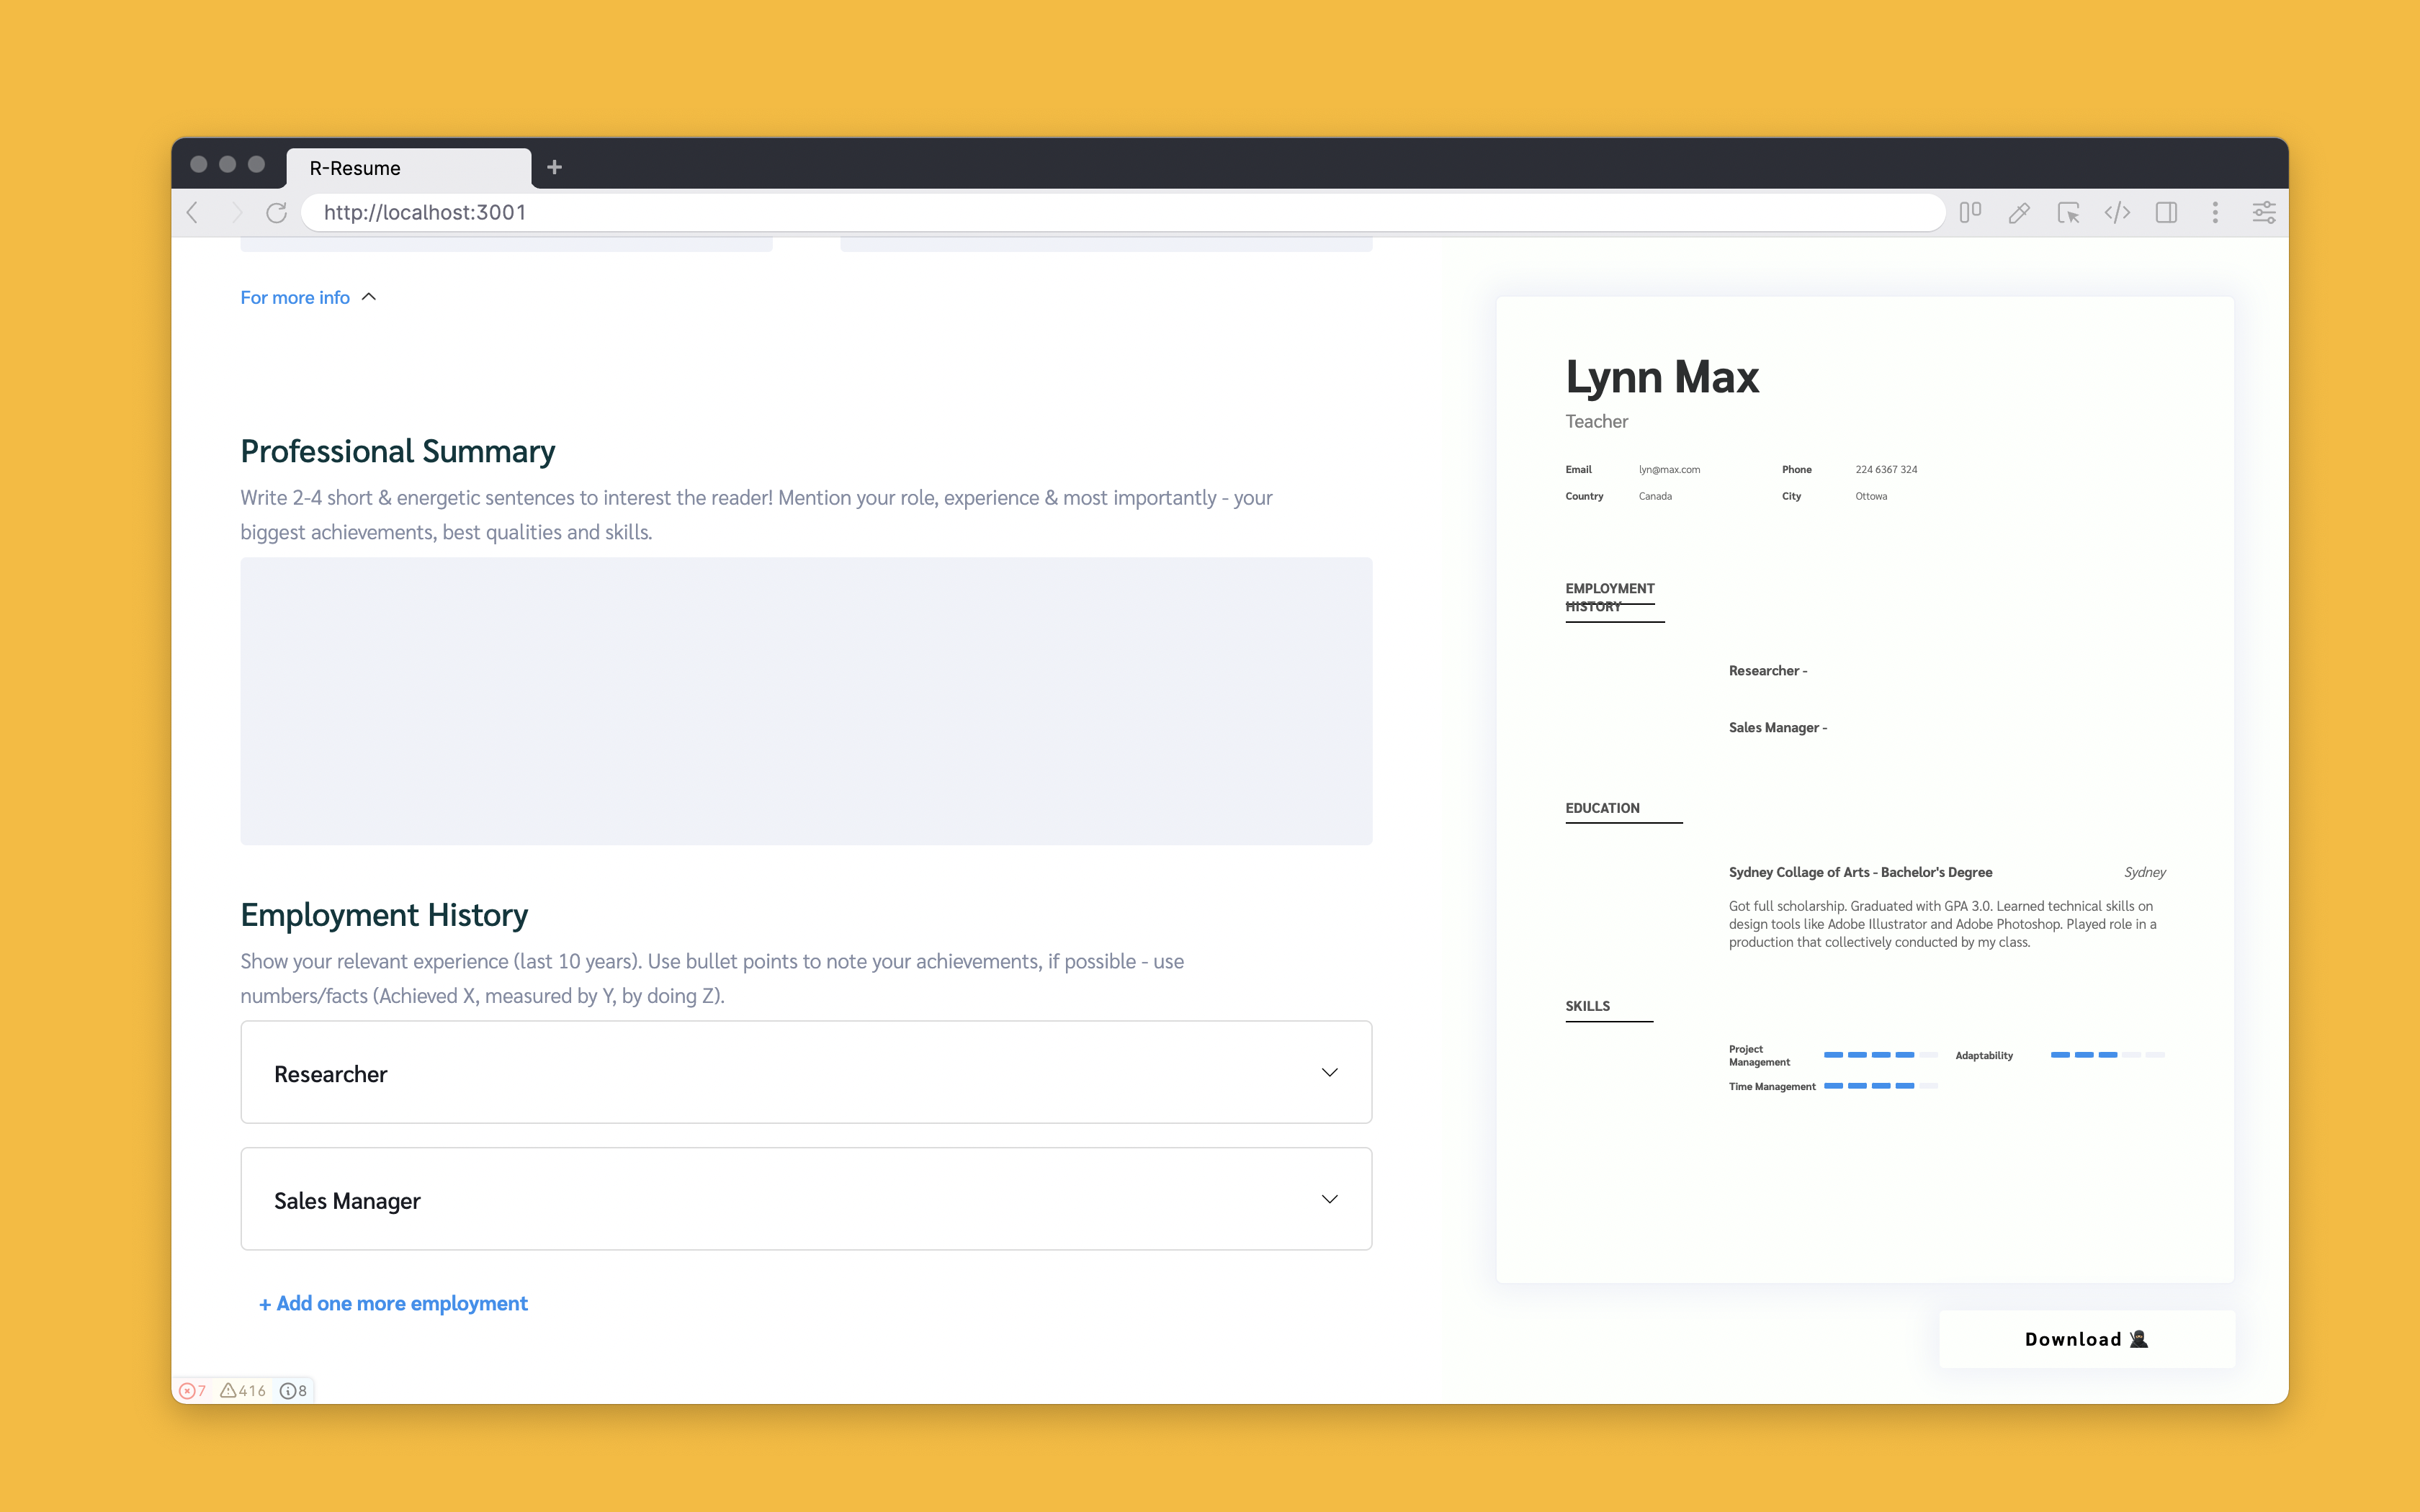 R-Resume
http://localhost:3001
For more info
Professional Summary
Write 2-4 short & energetic sentences to interest the reader! Mention your role, experience & most importantly - your
biggest achievements, best qualities and skills.
Employment History
Show your relevant experience (last 10 years). Use bullet points to note your achievements, if possible - use
numbers/facts (Achieved X, measured by Y, by doing Z).
Researcher
Sales Manager
+ Add one more employment
7 416 8
Lynn Max
Teacher
Email lyn@max.com Phone 224 6367 324
Country Canada City Ottowa
EMPLOYMENT
HISTORY
Researcher -
Sales Manager -
EDUCATION
Sydney Collage of Arts - Bachelor's Degree Sydney
Got full scholarship. Graduated with GPA 3.0. Learned technical skills on
design tools like Adobe Illustrator and Adobe Photoshop. Played role in a
production that collectively conducted by my class.
SKILLS
Project
Management
Adaptability
Time Management
Download